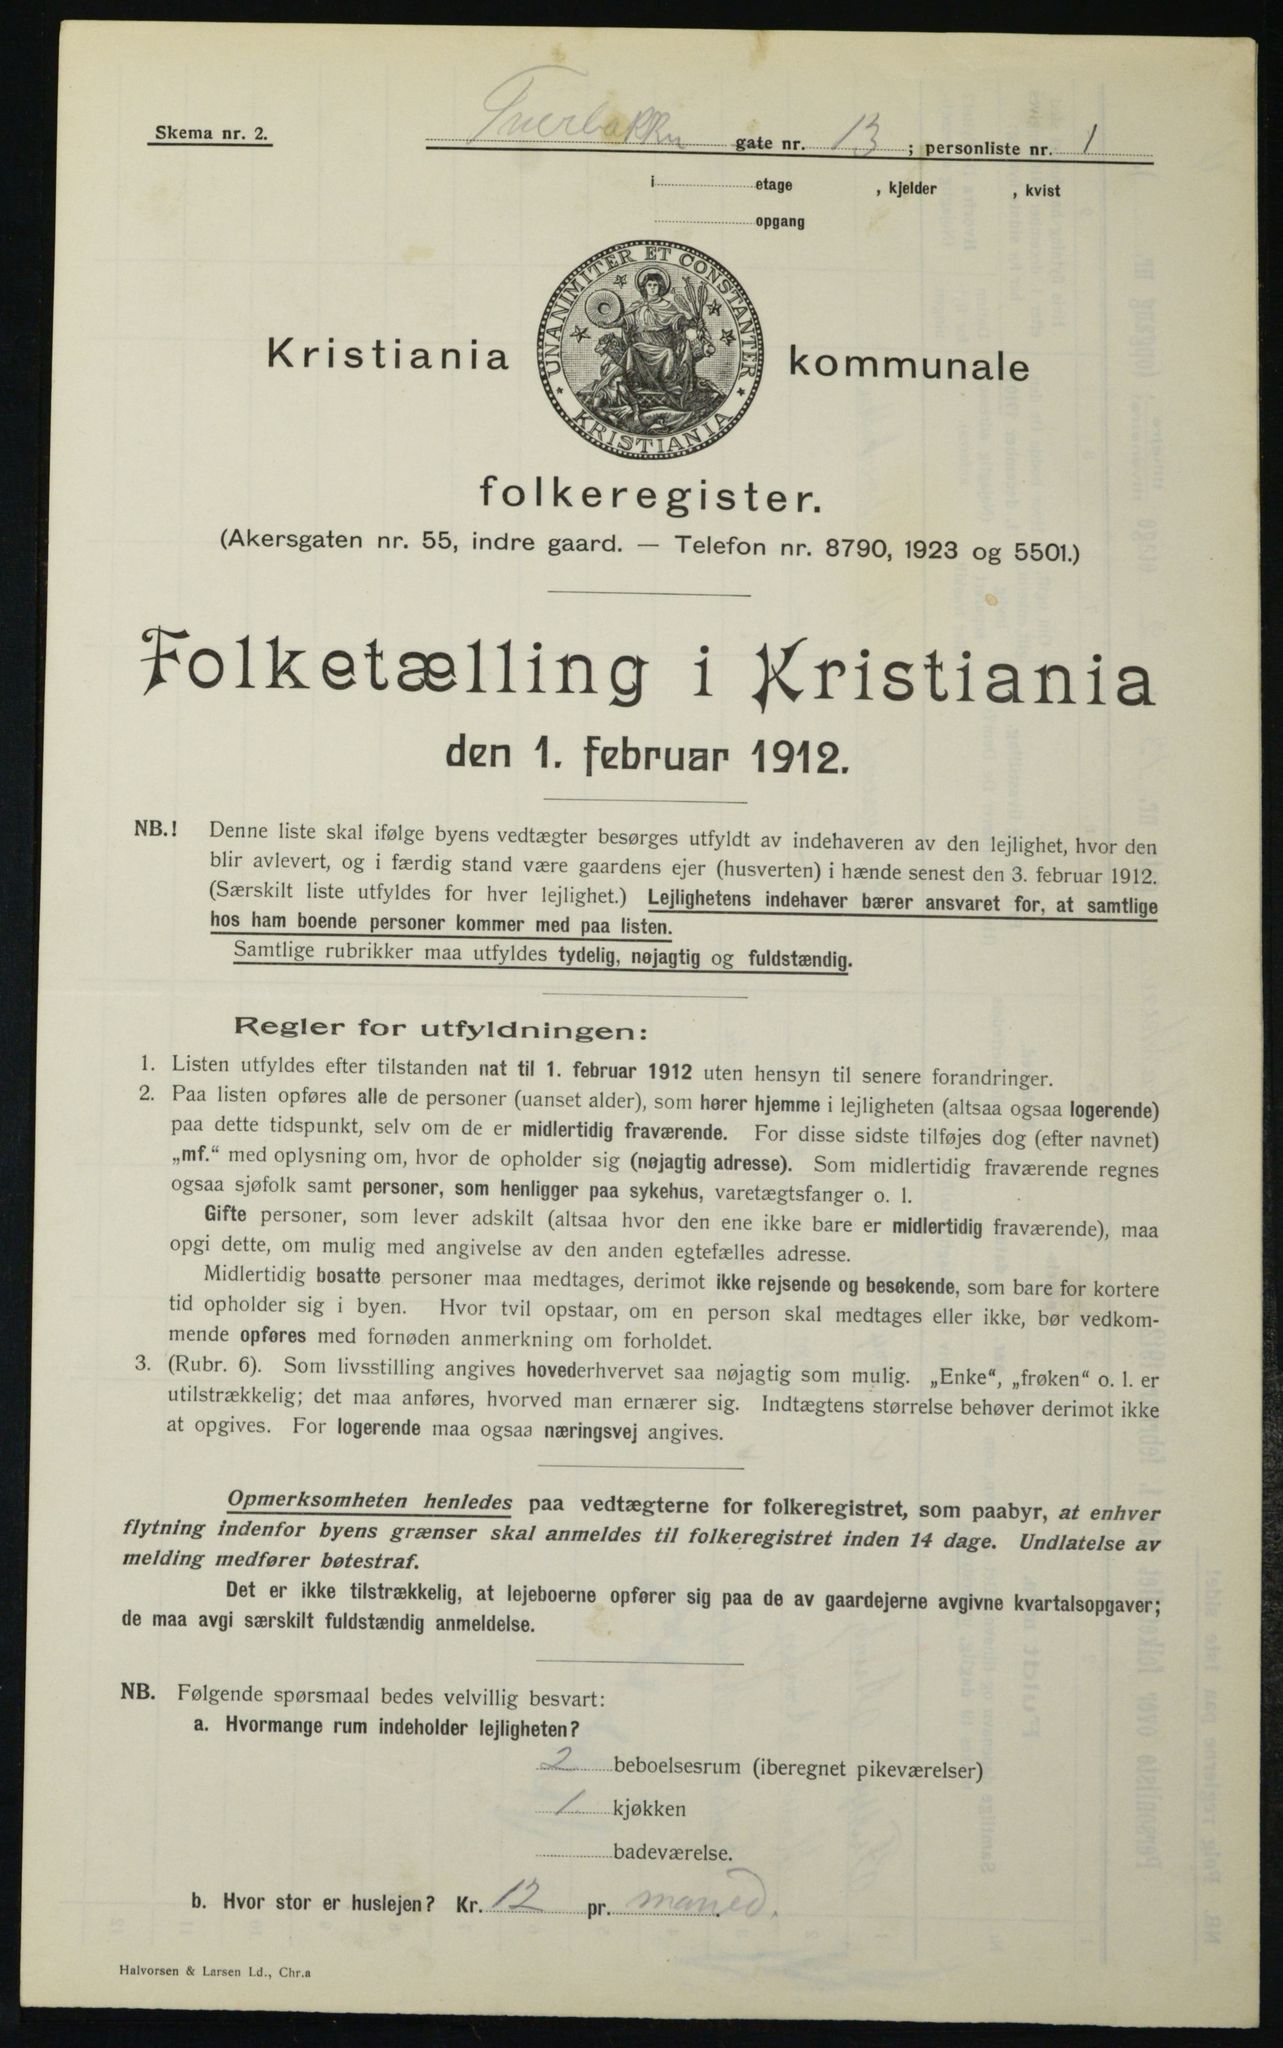 Skema nr. 2.
Tverbakken gate nr. 13; personliste nr. 1
i etage , kjelder , kvist
opgang
UNANIMITER ET CONSTANTER
KRISTIANIA
Kristiania kommunale
folkeregister.
(Akersgaten nr. 55, indre gaard. — Telefon nr. 8790, 1923 og 5501.)
Folketælling i Kristiania
den 1. februar 1912.
NB.! Denne liste skal ifølge byens vedtægter besørges utfyldt av indehaveren av den lejlighet, hvor den
blir avlevert, og i færdig stand være gaardens ejer (husverten) i hænde senest den 3. februar 1912.
(Særskilt liste utfyldes for hver lejlighet.) Lejlighetens indehaver bærer ansvaret for, at samtlige
hos ham boende personer kommer med paa listen.
Samtlige rubrikker maa utfyldes tydelig, nøjagtig og fuldstændig.
Regler for utfyldningen:
1. Listen utfyldes efter tilstanden nat til 1. februar 1912 uten hensyn til senere forandringer.
2. Paa listen opføres alle de personer (uanset alder), som hører hjemme i lejligheten (altsaa ogsaa logerende)
paa dette tidspunkt, selv om de er midlertidig fraværende. For disse sidste tilføjes dog (efter navnet)
„mf.“ med oplysning om, hvor de opholder sig (nøjagtig adresse). Som midlertidig fraværende regnes
ogsaa sjøfolk samt personer, som henligger paa sykehus, varetægtsfanger o. l.
Gifte personer, som lever adskilt (altsaa hvor den ene ikke bare er midlertidig fraværende), maa
opgi dette, om mulig med angivelse av den anden egtefælles adresse.
Midlertidig bosatte personer maa medtages, derimot ikke rejsende og besøkende, som bare for kortere
tid opholder sig i byen. Hvor tvil opstaar, om en person skal medtages eller ikke, bør vedkom-
mende opføres med fornøden anmerkning om forholdet.
3. (Rubr. 6). Som livsstilling angives hovederhvervet saa nøjagtig som mulig. „Enke“, „frøken“ o. l. er
utilstrækkelig; det maa anføres, hvorved man ernærer sig. Indtægtens størrelse behøver derimot ikke
at opgives. For logerende maa ogsaa næringsvej angives.
Opmerksomheten henledes paa vedtægterne for folkeregistret, som paabyr, at enhver
flytning indenfor byens grænser skal anmeldes til folkeregistret inden 14 dage. Undlatelse av
melding medfører bøtestraf.
Det er ikke tilstrækkelig, at lejeboerne opfører sig paa de av gaardejerne avgivne kvartalsopgaver;
de maa avgi særskilt fuldstændig anmeldelse.
NB. Følgende spørsmaal bedes velvillig besvart:
a. Hvormange rum indeholder lejligheten?
2 beboelsesrum (iberegnet pikeværelser)
1 kjøkken
badeværelse.
b. Hvor stor er huslejen? Kr. 12 pr. maned.
Halvorsen & Larsen Ld., Chr.a